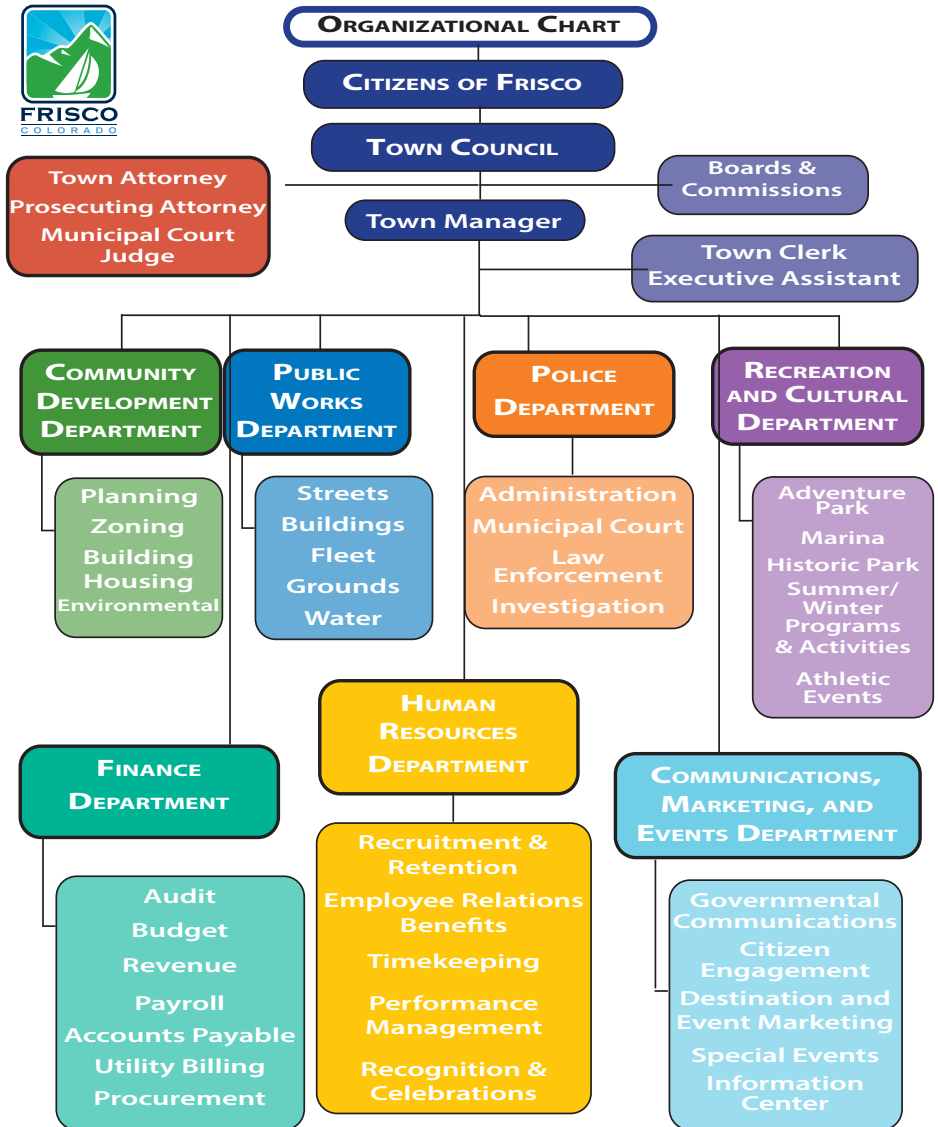 ORGANIZATIONAL CHART
FRISCO
COLORADO
CITIZENS OF FRISCO
TOWN COUNCIL
Town Attorney
Prosecuting Attorney
Municipal Court
Judge
Boards &
Commissions
Town Manager
Town Clerk
Executive Assistant
COMMUNITY
DEVELOPMENT
DEPARTMENT
Planning
Zoning
Building
Housing
Environmental
PUBLIC
WORKS
DEPARTMENT
Streets
Buildings
Fleet
Grounds
Water
POLICE
DEPARTMENT
Administration
Municipal Court
Law
Enforcement
Investigation
RECREATION
AND CULTURAL
DEPARTMENT
Adventure
Park
Marina
Historic Park
Summer/
Winter
Programs
& Activities
Athletic
Events
FINANCE
DEPARTMENT
Audit
Budget
Revenue
Payroll
Accounts Payable
Utility Billing
Procurement
HUMAN
RESOURCES
DEPARTMENT
Recruitment &
Retention
Employee Relations
Benefits
Timekeeping
Performance
Management
Recognition &
Celebrations
COMMUNICATIONS,
MARKETING, AND
EVENTS DEPARTMENT
Governmental
Communications
Citizen
Engagement
Destination and
Event Marketing
Special Events
Information
Center